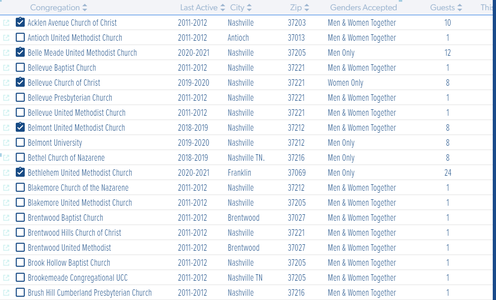 Congregation Last Active City Zip Genders Accepted Guests
Acklen Avenue Church of Christ 2011-2012 Nashville 37203 Men & Women Together 10
Antioch United Methodist Church 2011-2012 Antioch 37013 Men & Women Together 1
Belle Meade United Methodist Church 2020-2021 Nashville 37205 Men Only 12
Bellevue Baptist Church 2011-2012 Nashville 37221 Men & Women Together 1
Bellevue Church of Christ 2019-2020 Nashville 37221 Women Only 8
Bellevue Presbyterian Church 2011-2012 Nashville 37221 Men & Women Together 1
Bellevue United Methodist Church 2011-2012 Nashville 37221 Men & Women Together 1
Belmont United Methodist Church 2018-2019 Nashville 37212 Men & Women Together 8
Belmont University 2019-2020 Nashville 37212 Men Only 8
Bethel Church of Nazarene 2018-2019 Nashville TN. 37216 Men Only 8
Bethlehem United Methodist Church 2020-2021 Franklin 37069 Men Only 24
Blakemore Church of the Nazarene 2011-2012 Nashville 37212 Men & Women Together 1
Blakemore United Methodist Church 2011-2012 Nashville 37205 Men & Women Together 1
Brentwood Baptist Church 2011-2012 Brentwood 37027 Men & Women Together 1
Brentwood Hills Church of Christ 2011-2012 Nashville 37221 Men & Women Together 1
Brentwood United Methodist 2011-2012 Brentwood 37027 Men & Women Together 1
Brook Hollow Baptist Church 2011-2012 Nashville 37205 Men & Women Together 1
Brookemeade Congregational UCC 2011-2012 Nashville TN 37205 Men & Women Together 1
Brush Hill Cumberland Presbyterian Church 2011-2012 Nashville 37216 Men & Women Together 1